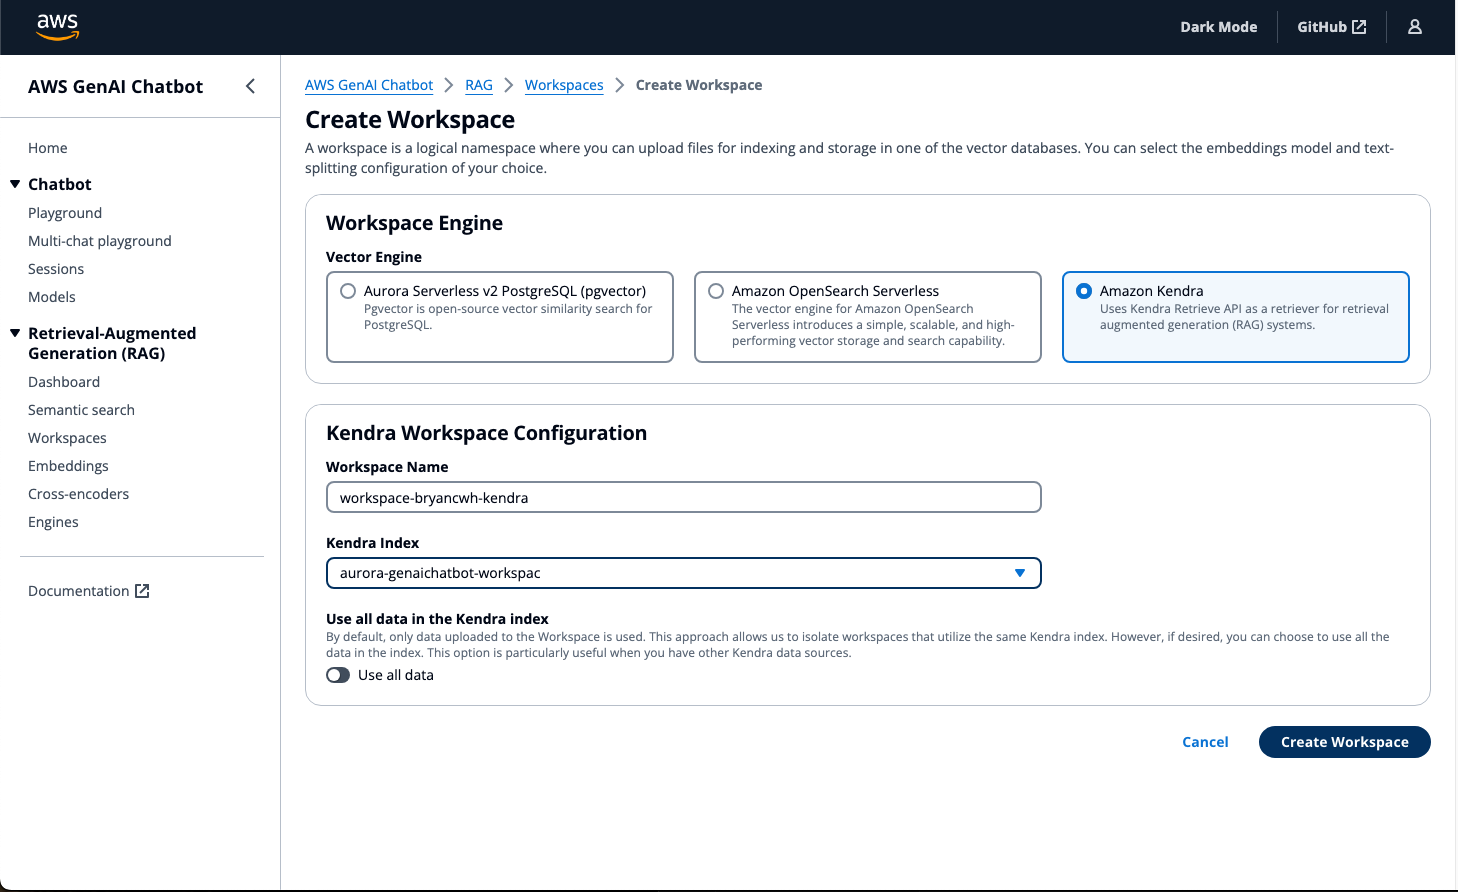 aws
Dark Mode
GitHub
AWS GenAI Chatbot
Home
Chatbot
Playground
Multi-chat playground
Sessions
Models
Retrieval-Augmented
Generation (RAG)
Dashboard
Semantic search
Workspaces
Embeddings
Cross-encoders
Engines
Documentation
AWS GenAI Chatbot > RAG > Workspaces > Create Workspace
Create Workspace
A workspace is a logical namespace where you can upload files for indexing and storage in one of the vector databases. You can select the embeddings model and text-
splitting configuration of your choice.
Workspace Engine
Vector Engine
Aurora Serverless v2 PostgreSQL (pgvector)
Pgvector is open-source vector similarity search for
PostgreSQL.
Amazon OpenSearch Serverless
The vector engine for Amazon OpenSearch
Serverless introduces a simple, scalable, and high-
performing vector storage and search capability.
Amazon Kendra
Uses Kendra Retrieve API as a retriever for retrieval
augmented generation (RAG) systems.
Kendra Workspace Configuration
Workspace Name
workspace-bryancwh-kendra
Kendra Index
aurora-genaichatbot-workspac
Use all data in the Kendra index
By default, only data uploaded to the Workspace is used. This approach allows us to isolate workspaces that utilize the same Kendra index. However, if desired, you can choose to use all the
data in the index. This option is particularly useful when you have other Kendra data sources.
Use all data
Cancel
Create Workspace